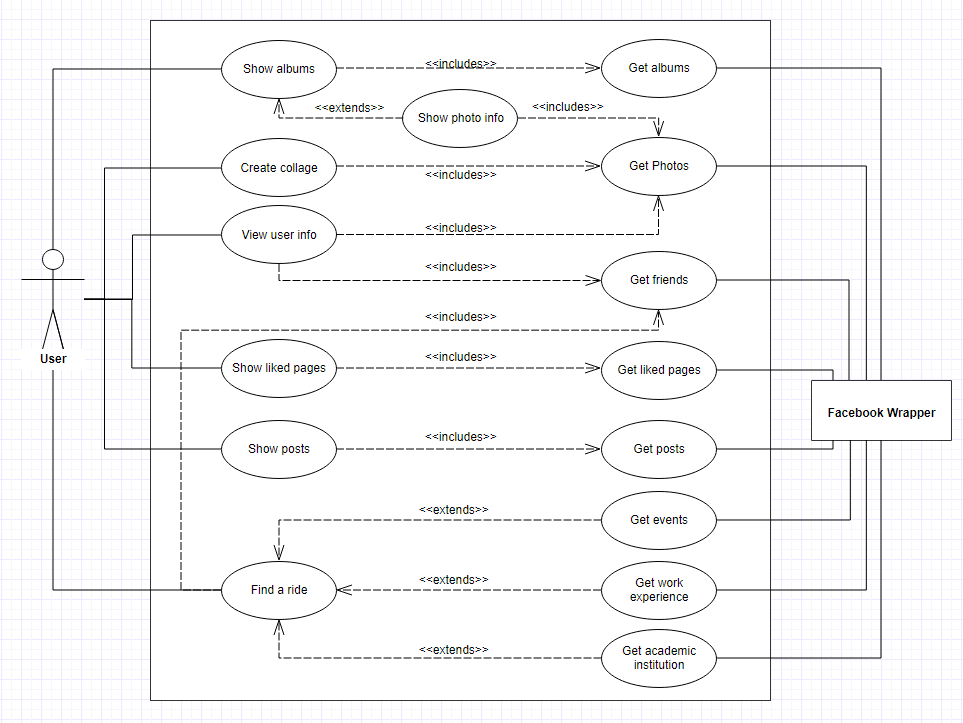 Show albums
<<includes>>
Get albums
<<extends>>
Show photo info
<<includes>>
Create collage
<<includes>>
Get Photos
View user info
<<includes>>
<<includes>>
Get friends
<<includes>>
User
Show liked pages
<<includes>>
Get liked pages
Facebook Wrapper
Show posts
<<includes>>
Get posts
<<extends>>
Get events
Find a ride
<<extends>>
Get work
experience
<<extends>>
Get academic
institution